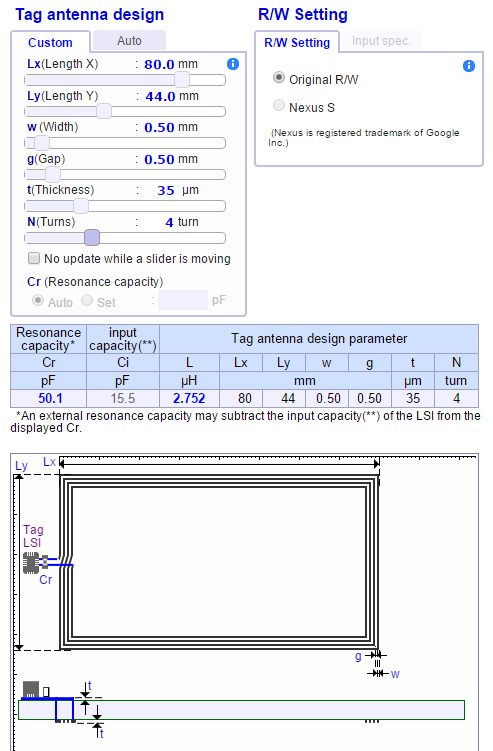 Tag antenna design
R/W Setting
Custom
Auto
Lx(Length X) : 80.0 mm
Ly(Length Y) : 44.0 mm
w (Width) : 0.50 mm
g(Gap) : 0.50 mm
t(Thickness) : 35 μm
N(Turns) : 4 turn
No update while a slider is moving
Cr (Resonance capacity)
Auto Set : pF
R/W Setting
Input spec.
Original R/W
Nexus S
(Nexus is registered trademark of Google
Inc.)
Resonance capacity* input capacity(**) Tag antenna design parameter
Cr Ci L Lx Ly w g t N
pF pF μH mm μm turn
50.1 15.5 2.752 80 44 0.50 0.50 35 4
*An external resonance capacity may subtract the input capacity(**) of the LSI from the
displayed Cr.
Ly Lx
Tag
LSI
Cr
g
w
t
t